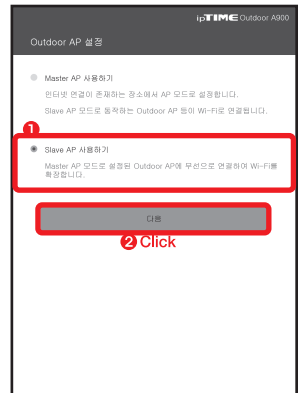 ipTIME Outdoor A900
Outdoor AP 설정
Master AP 사용하기
인터넷 연결이 존재하는 장소에서 AP 모드로 설정합니다.
Slave AP 모드로 동작하는 Outdoor AP 등이 Wi-Fi로 연결됩니다.
1
Slave AP 사용하기
Master AP 모드로 설정된 Outdoor AP에 무선으로 연결하여 Wi-Fi를
확장합니다.
다음
2 Click